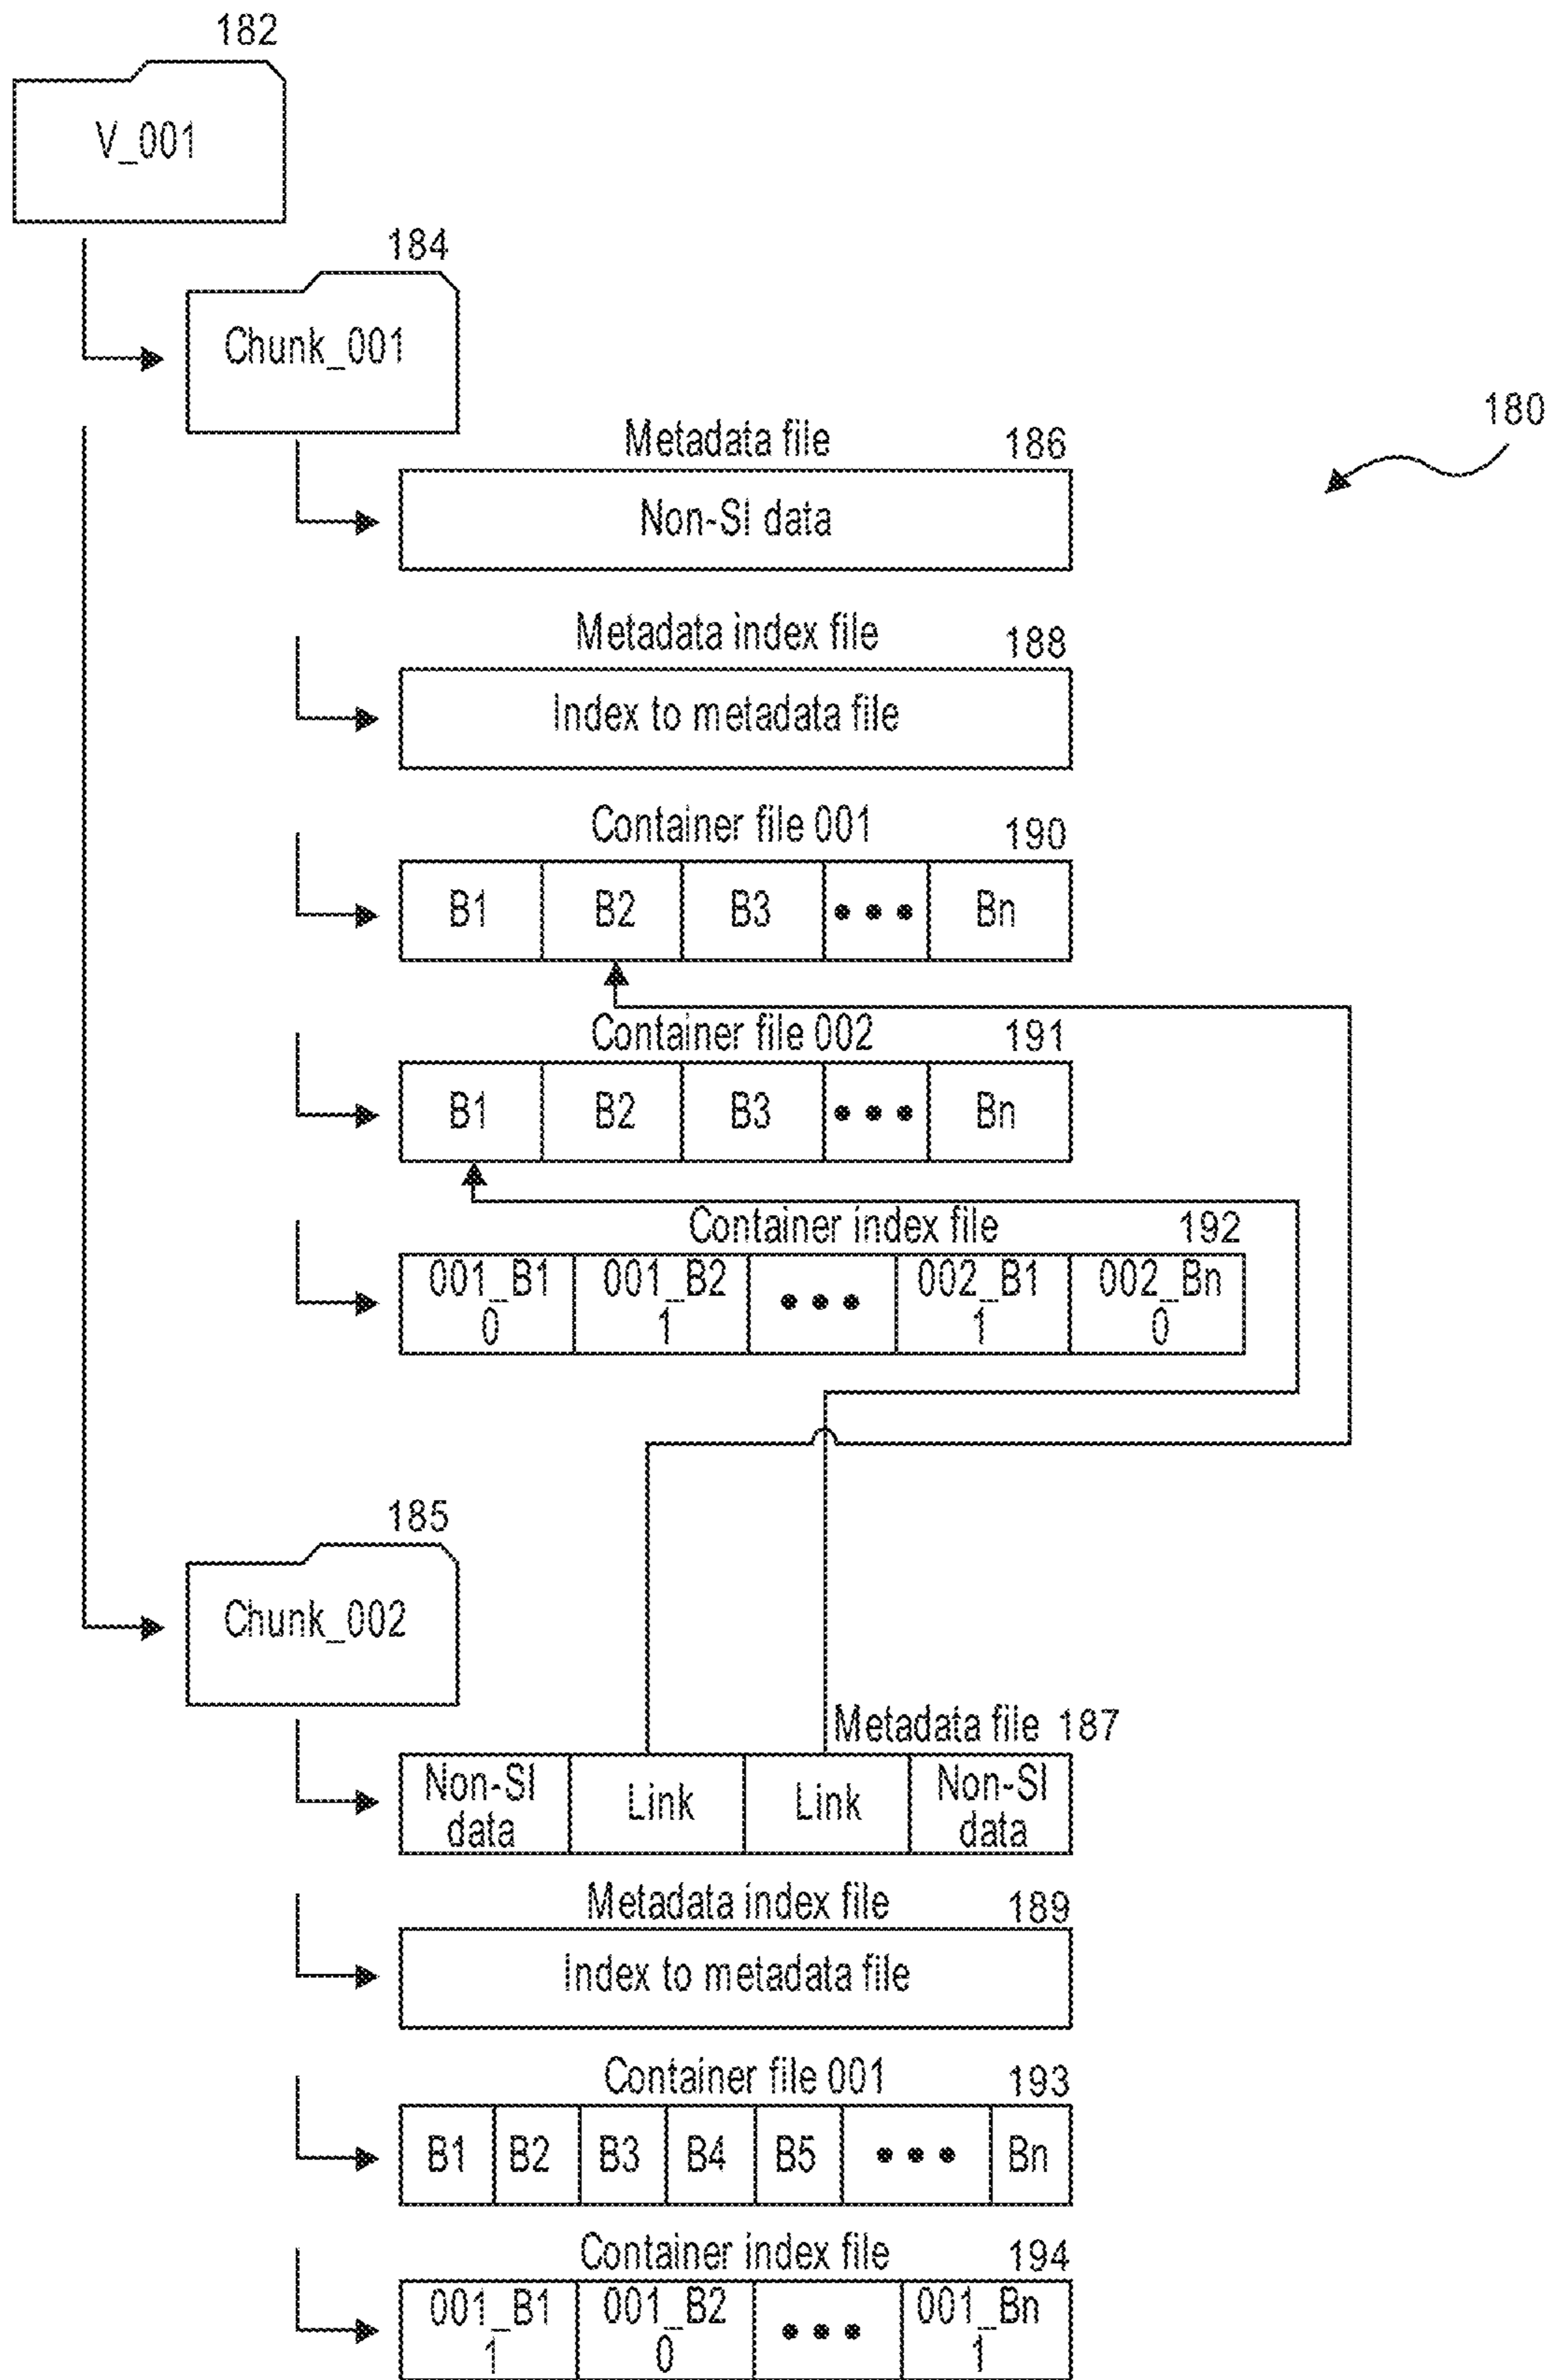 182
V_001
184
Chunk_001
180
Metadata file 186
Non-SI data
Metadata index file 188
Index to metadata file
Container file 001 190
B1 B2 B3 ••• Bn
Container file 002 191
B1 B2 B3 ••• Bn
Container index file 192
001_B1 001_B2 ••• 002_B1 002_Bn
0 1 1 0
185
Chunk_002
Metadata file 187
Non-SI Link Link Non-SI
data data
Metadata index file 189
Index to metadata file
Container file 001 193
B1 B2 B3 B4 B5 ••• Bn
Container index file 194
001_B1 001_B2 ••• 001_Bn
1 0 1